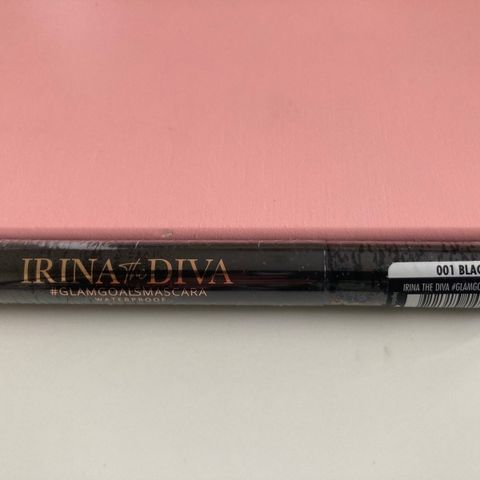 IRINA The DIVA
#GLAMGOALSMASCARA
WATERPROOF
001 BLAC
IRINA THE DIVA #GLAMGO